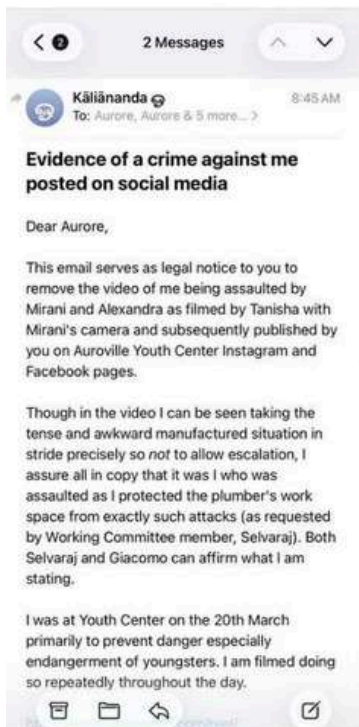 2
2 Messages
Käliänanda
8:45 AM
To: Aurore, Aurore & 5 more...
Evidence of a crime against me
posted on social media
Dear Aurore,
This email serves as legal notice to you to
remove the video of me being assaulted by
Mirani and Alexandra as filmed by Tanisha with
Mirani's camera and subsequently published by
you on Auroville Youth Center Instagram and
Facebook pages.
Though in the video I can be seen taking the
tense and awkward manufactured situation in
stride precisely so not to allow escalation, I
assure all in copy that it was I who was
assaulted as I protected the plumber's work
space from exactly such attacks (as requested
by Working Committee member, Selvaraj). Both
Selvaraj and Giacomo can affirm what I am
stating.
I was at Youth Center on the 20th March
primarily to prevent danger especially
endangerment of youngsters. I am filmed doing
so repeatedly throughout the day.